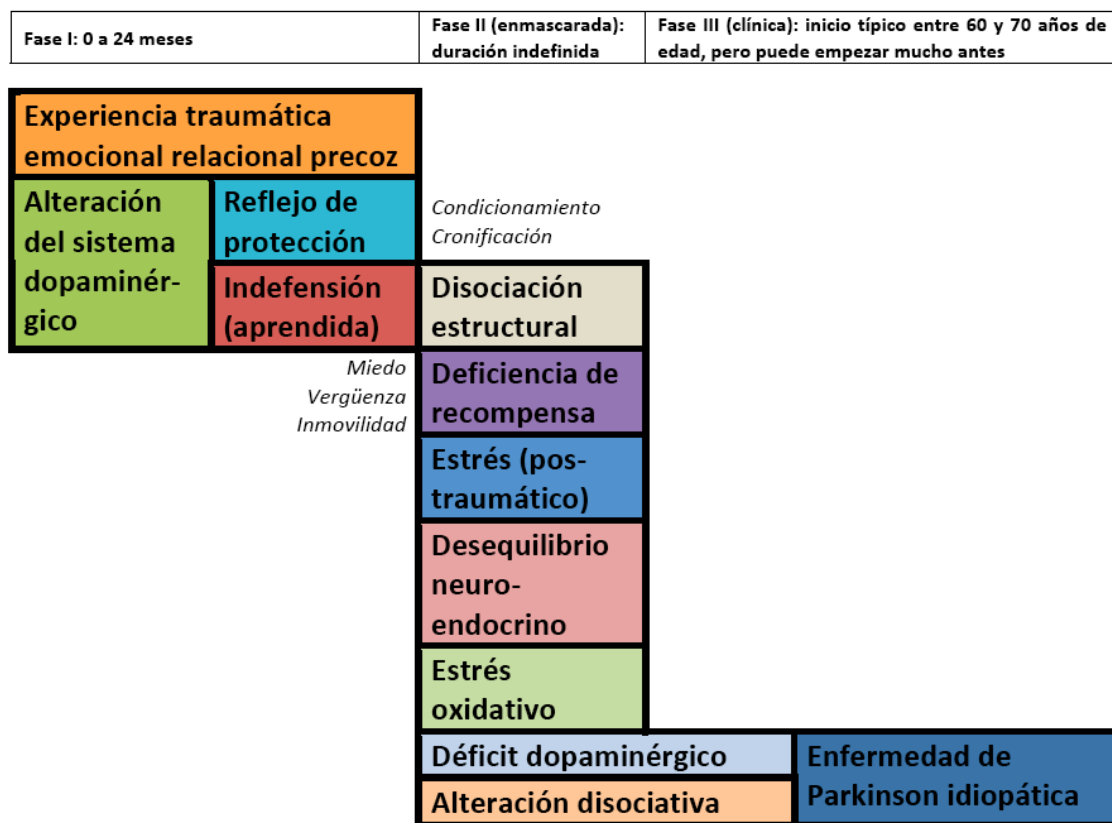 Fase I: 0 a 24 meses
Fase II (enmascarada):
duración indefinida
Fase III (clínica): inicio típico entre 60 y 70 años de
edad, pero puede empezar mucho antes
Experiencia traumática
emocional relacional precoz
Alteración
del sistema
dopaminér-
gico
Reflejo de
protección
Indefensión
(aprendida)
Condicionamiento
Cronificación
Disociación
estructural
Miedo
Vergüenza
Inmovilidad
Deficiencia de
recompensa
Estrés (pos-
traumático)
Desequilibrio
neuro-
endocrino
Estrés
oxidativo
Déficit dopaminérgico
Alteración disociativa
Enfermedad de
Parkinson idiopática